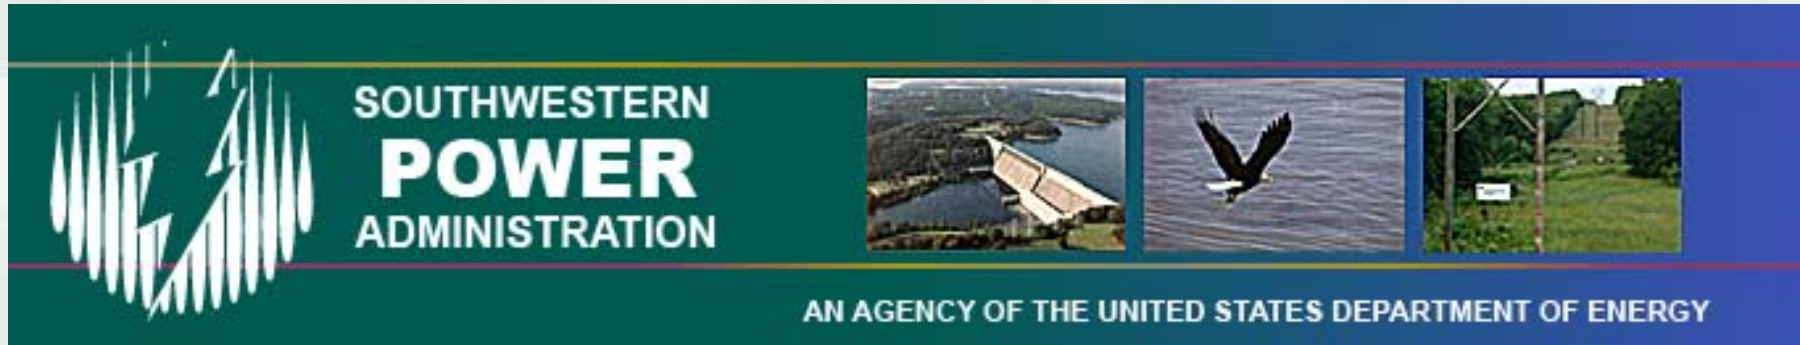 SOUTHWESTERN
POWER
ADMINISTRATION
AN AGENCY OF THE UNITED STATES DEPARTMENT OF ENERGY